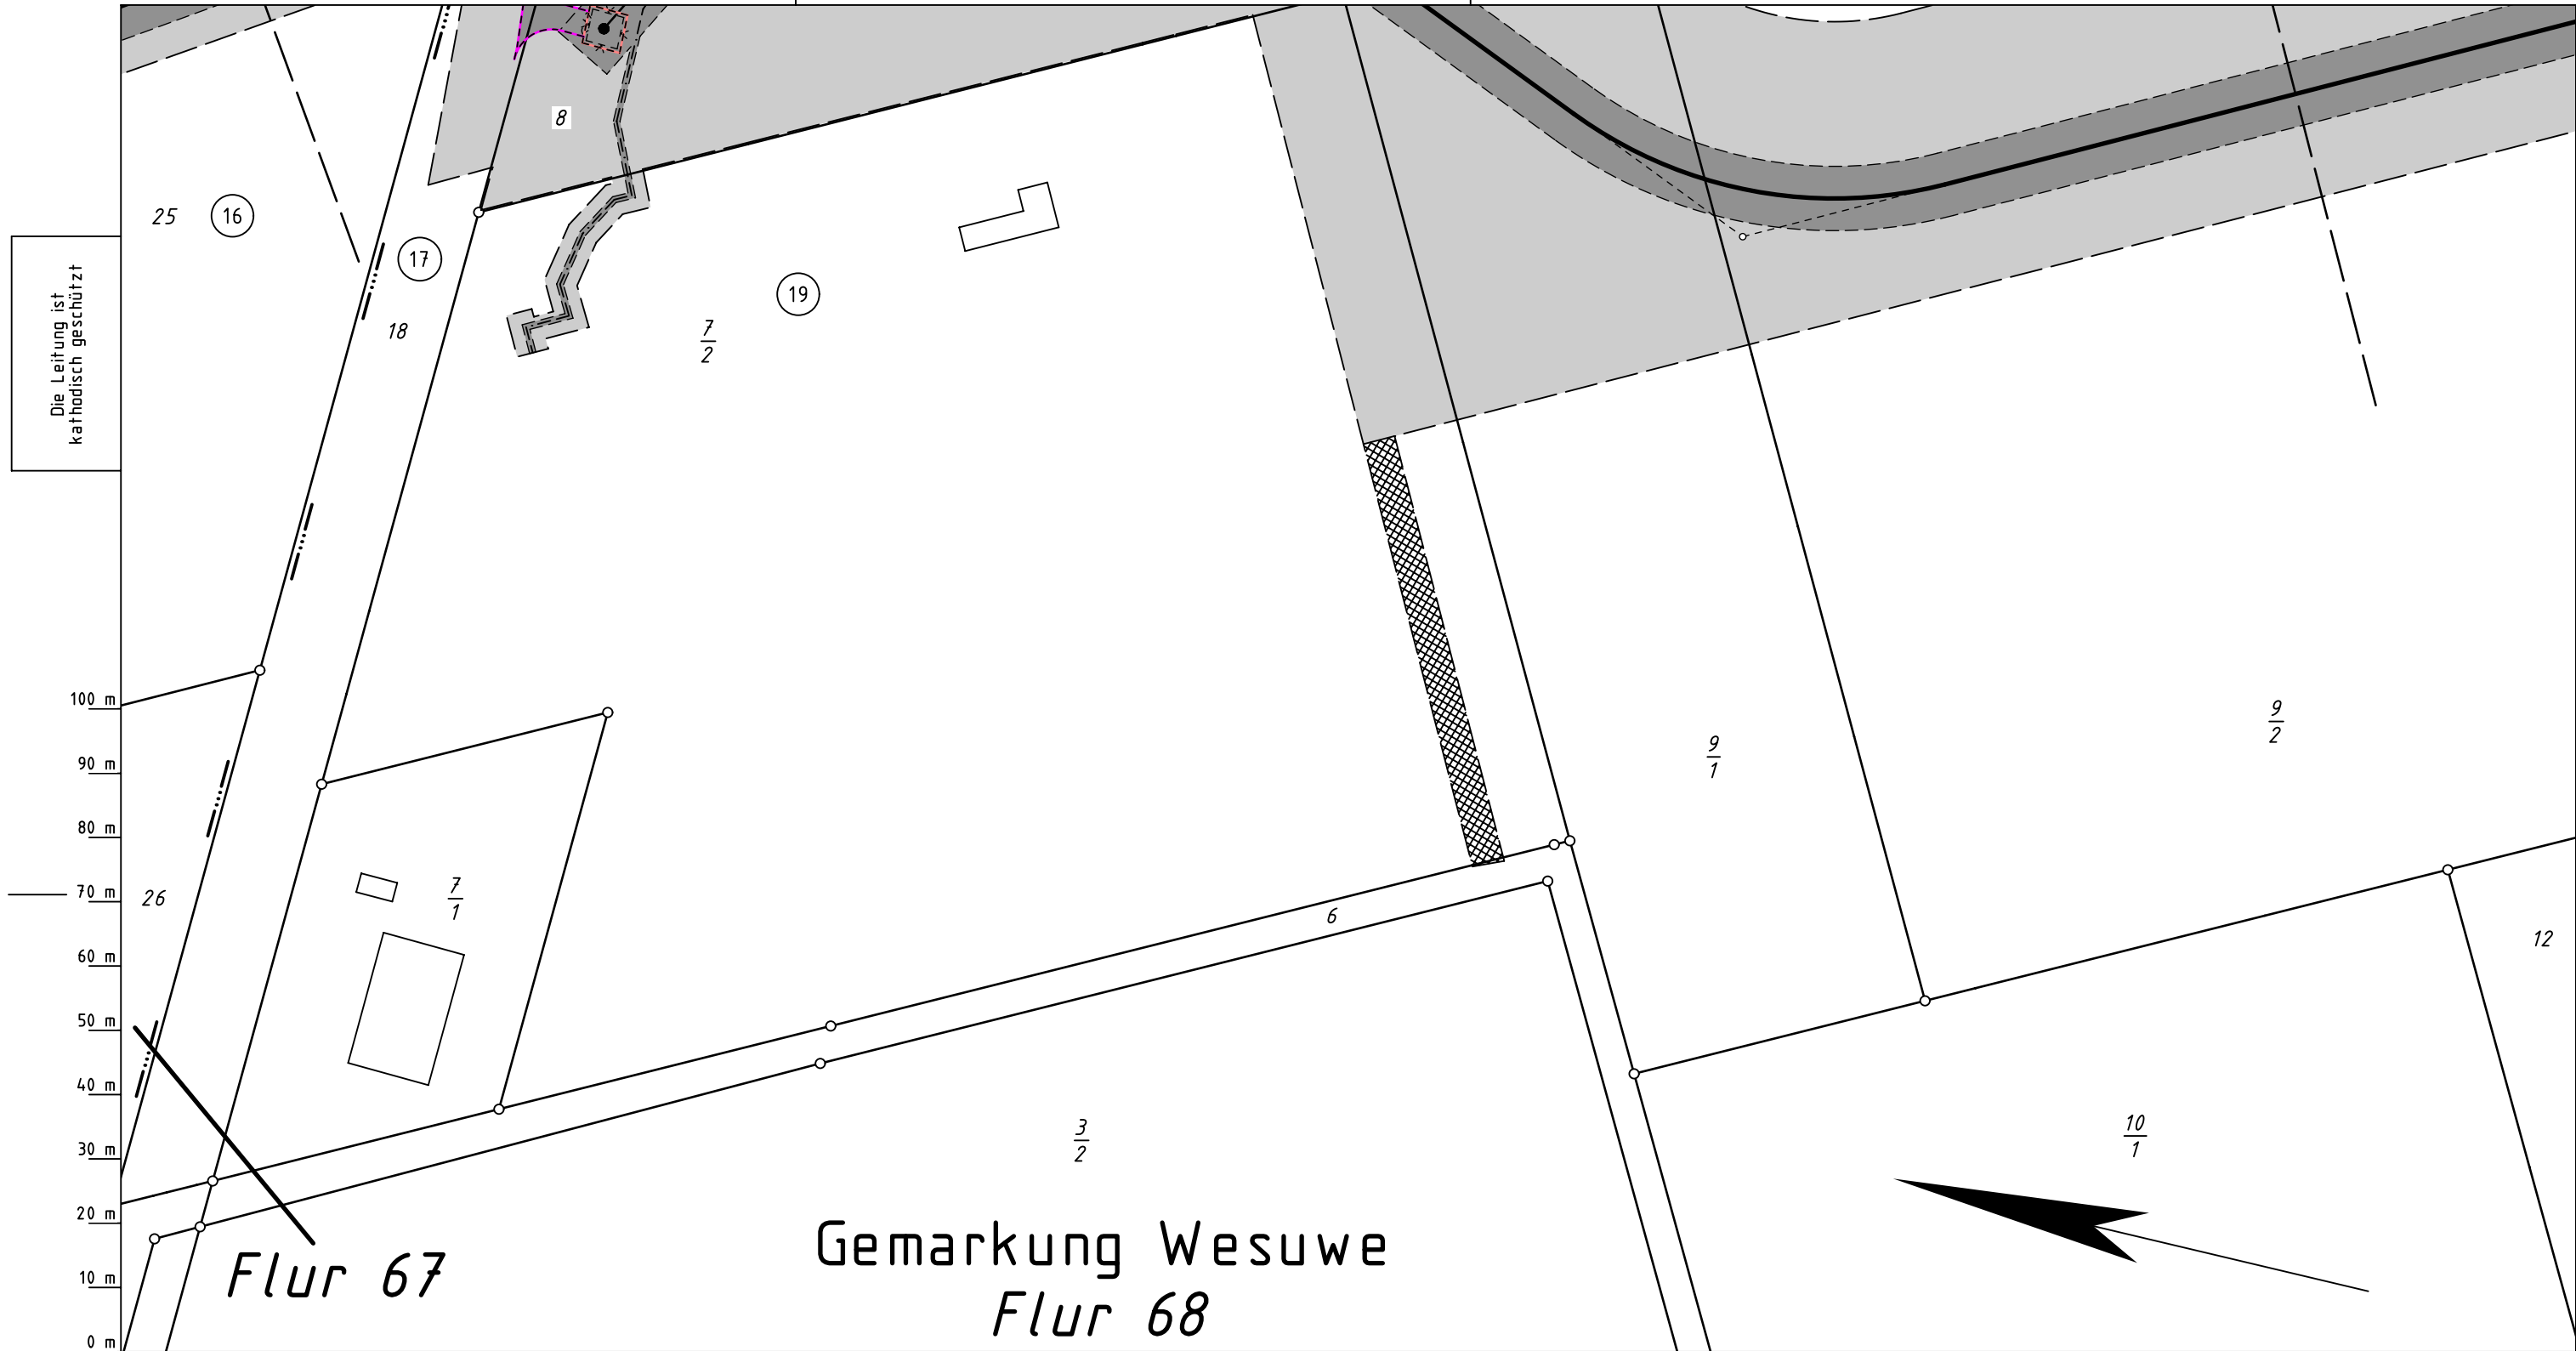 8
25
16
17
18
19
7
2
Die Leitung ist
kathodisch geschützt
100 m
90 m
80 m
70 m
60 m
50 m
40 m
30 m
20 m
10 m
0 m
9
1
9
2
7
1
26
6
12
3
2
10
1
Gemarkung Wesuwe
Flur 67
Flur 68